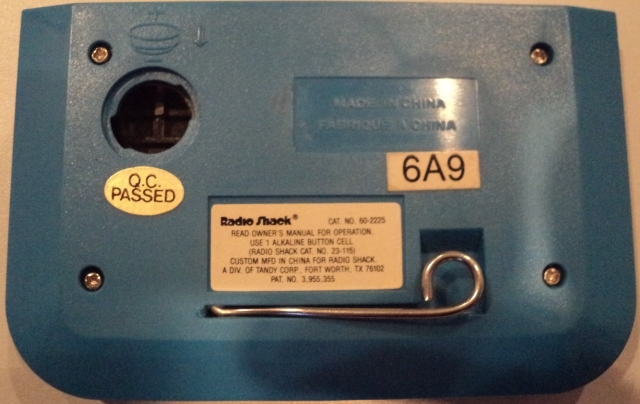 MADE IN CHINA
FABRIQUÉ À CHINA
6A9
Q.C.
PASSED
Radio Shack® CAT. NO. 60-2225
READ OWNER'S MANUAL FOR OPERATION.
USE 1 ALKALINE BUTTON CELL
(RADIO SHACK CAT. NO. 23-115)
CUSTOM MFD IN CHINA FOR RADIO SHACK
A DIV. OF TANDY CORP. FORT WORTH, TX 76102
PAT. NO. 3,955,355